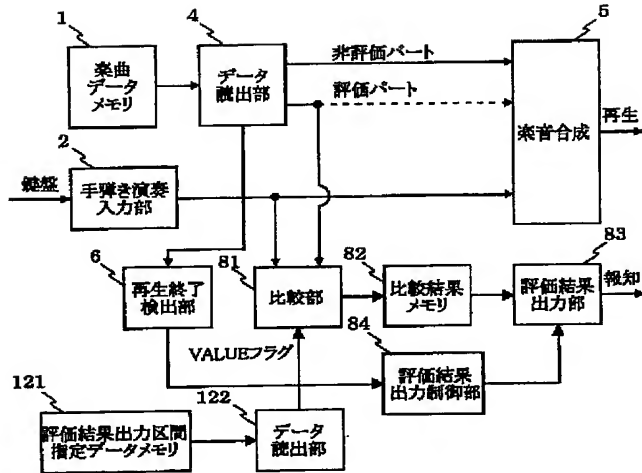 1
楽曲
データ
メモリ
4
データ
読出部
非評価パート
評価パート
5
楽音合成
再生
2
鍵盤
手弾き演奏
入力部
6
再生終了
検出部
81
比較部
82
比較結果
メモリ
83
評価結果
出力部
報知
VALUEフラグ
84
評価結果
出力制御部
121
評価結果出力区間
指定データメモリ
122
データ
読出部